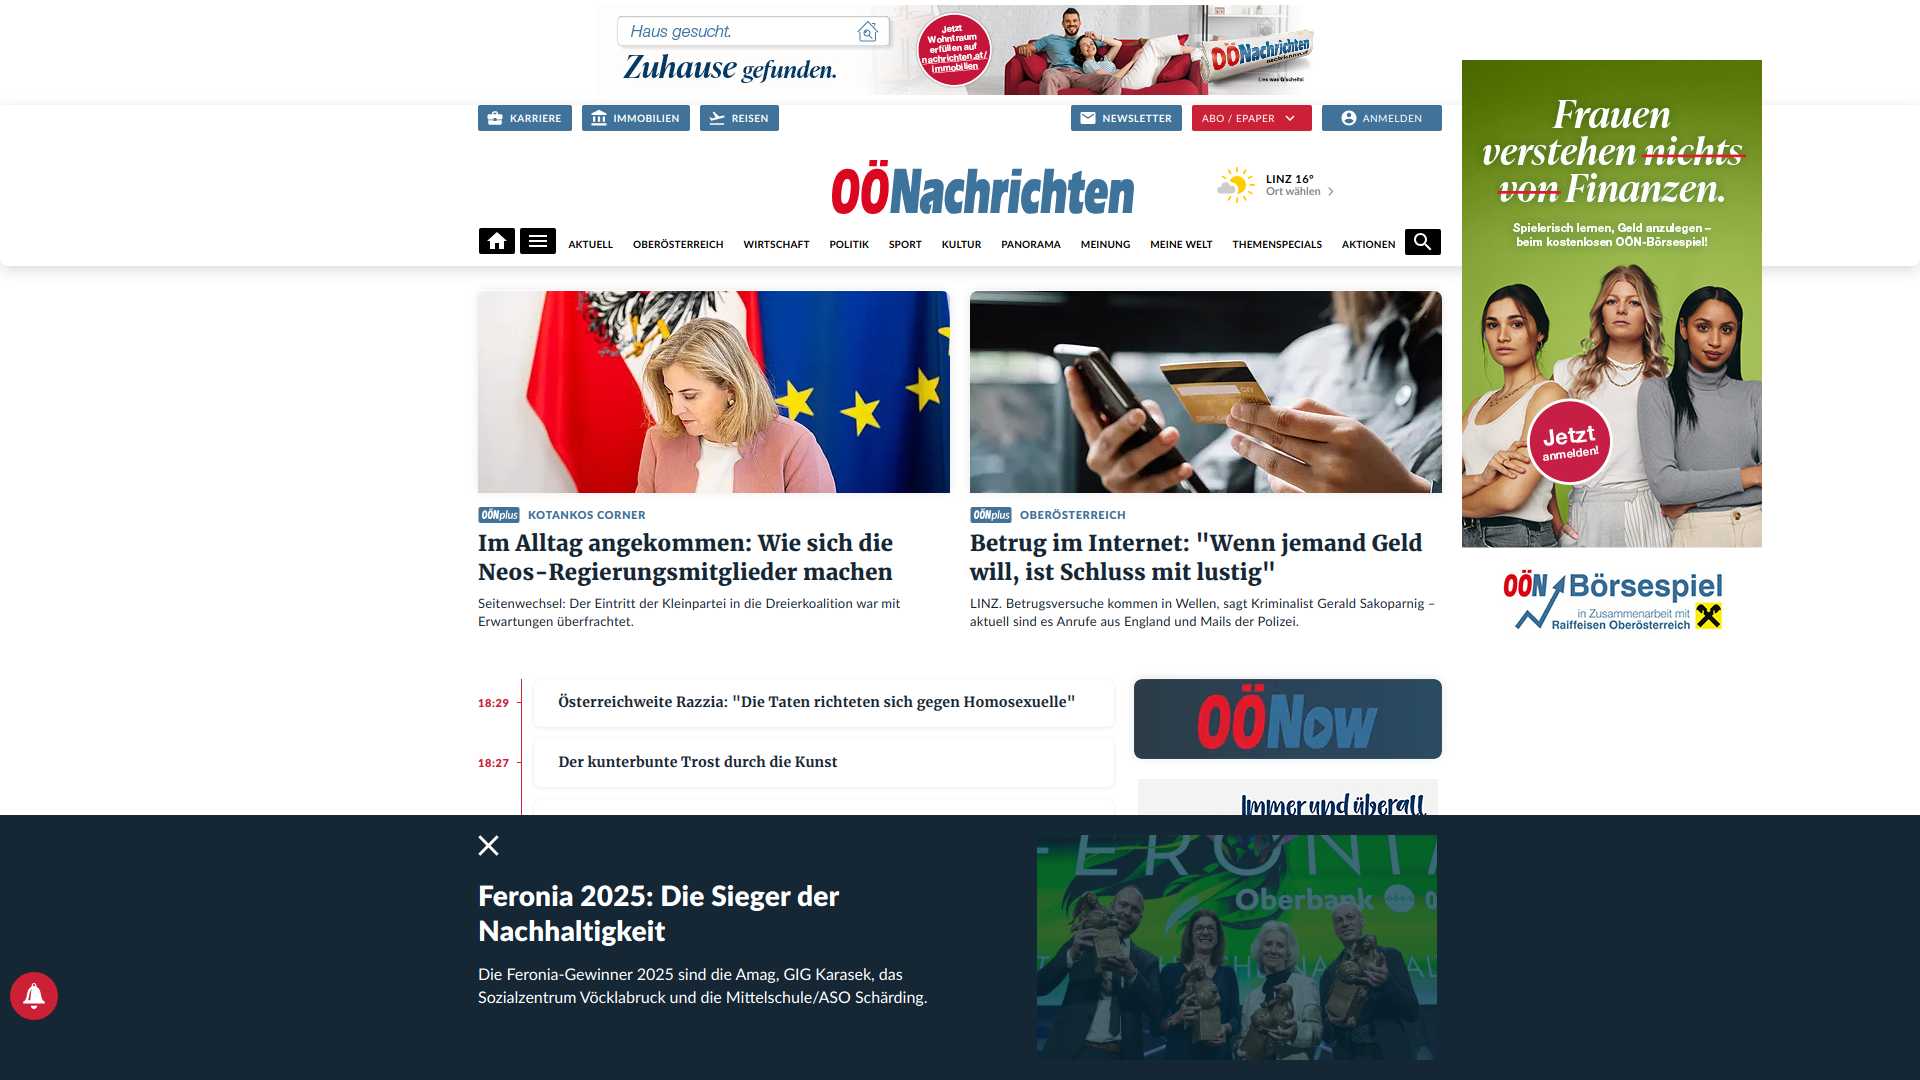 Haus gesucht.
Zuhause gefunden.
Jetzt
Wohntraum
erfüllen auf
nachrichten.at/
immobilien
OÖNachrichten
Lies was G'scheits!
KARRIERE
IMMOBILIEN
REISEN
NEWSLETTER
ABO / EPAPER
ANMELDEN
OÖNachrichten
LINZ 16°
Ort wählen
AKTUELL
OBERÖSTERREICH
WIRTSCHAFT
POLITIK
SPORT
KULTUR
PANORAMA
MEINUNG
MEINE WELT
THEMENSPECIALS
AKTIONEN
Frauen
verstehen nichts
von Finanzen.
Spielerisch lernen, Geld anzulegen –
beim kostenlosen OÖN-Börsespiel!
Jetzt
anmelden!
OÖN Börsespiel
in Zusammenarbeit mit
Raiffeisen Oberösterreich
OÖNplus KOTANKOS CORNER
Im Alltag angekommen: Wie sich die
Neos-Regierungsmitglieder machen
Seitenwechsel: Der Eintritt der Kleinpartei in die Dreierkoalition war mit
Erwartungen überfrachtet.
OÖNplus OBERÖSTERREICH
Betrug im Internet: "Wenn jemand Geld
will, ist Schluss mit lustig"
LINZ. Betrugsversuche kommen in Wellen, sagt Kriminalist Gerald Sakoparnig –
aktuell sind es Anrufe aus England und Mails der Polizei.
18:29 Österreichweite Razzia: "Die Taten richteten sich gegen Homosexuelle"
18:27 Der kunterbunte Trost durch die Kunst
OÖNow
Immer und überall
Feronia 2025: Die Sieger der
Nachhaltigkeit
Die Feronia-Gewinner 2025 sind die Amag, GIG Karasek, das
Sozialzentrum Vöcklabruck und die Mittelschule/ASO Schärding.
FERONIA
Oberbank